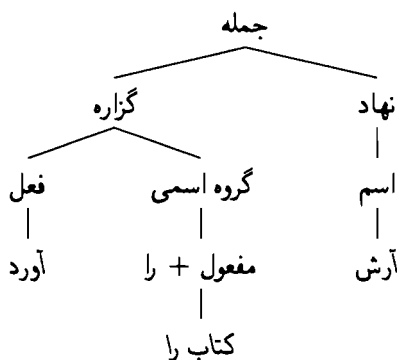 جمله
نهاد گزاره
اسم گروه اسمی فعل
آرش مفعول + را آورد
کتاب را